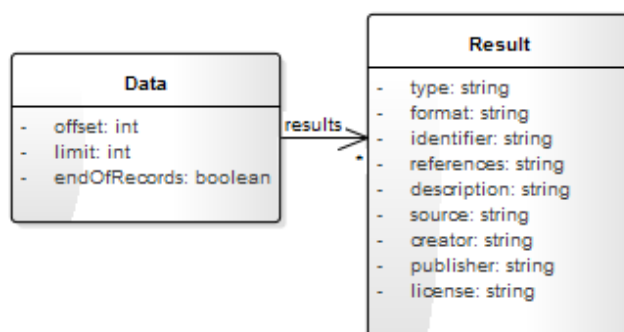 Data
- offset: int
- limit: int
- endOfRecords: boolean
results
*
Result
- type: string
- format: string
- identifier: string
- references: string
- description: string
- source: string
- creator: string
- publisher: string
- license: string